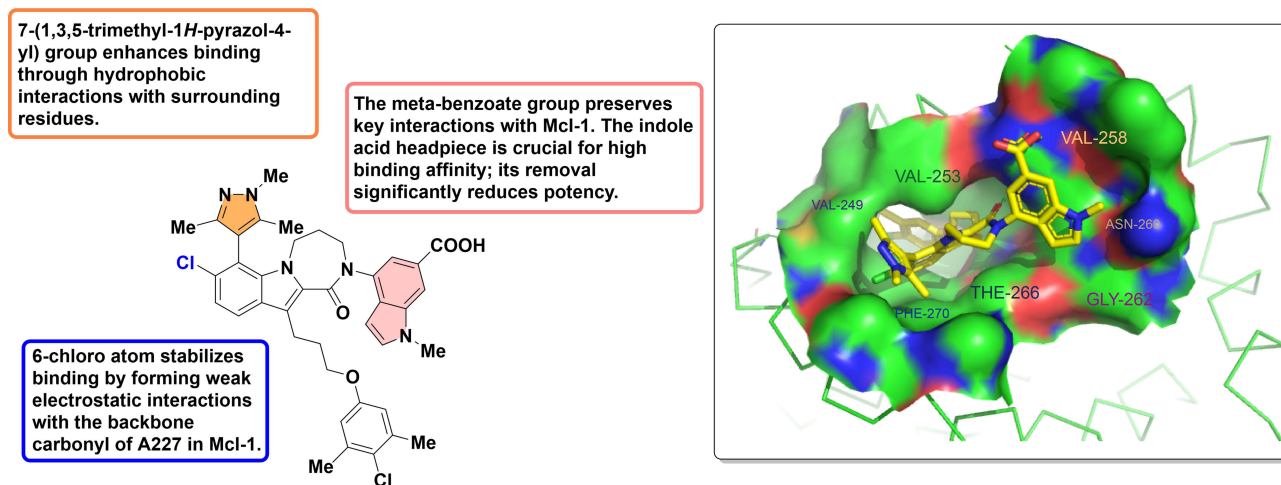 7-(1,3,5-trimethyl-1H-pyrazol-4-
yl) group enhances binding
through hydrophobic
interactions with surrounding
residues.
The meta-benzoate group preserves
key interactions with Mcl-1. The indole
acid headpiece is crucial for high
binding affinity; its removal
significantly reduces potency.
Me
N
N
Me
Me
Cl
N
N
COOH
O
N
Me
6-chloro atom stabilizes
binding by forming weak
electrostatic interactions
with the backbone
carbonyl of A227 in Mcl-1.
O
Me
Me
Cl
VAL-258
VAL-253
VAL-249
THE-266
GLY-262
PHE-270